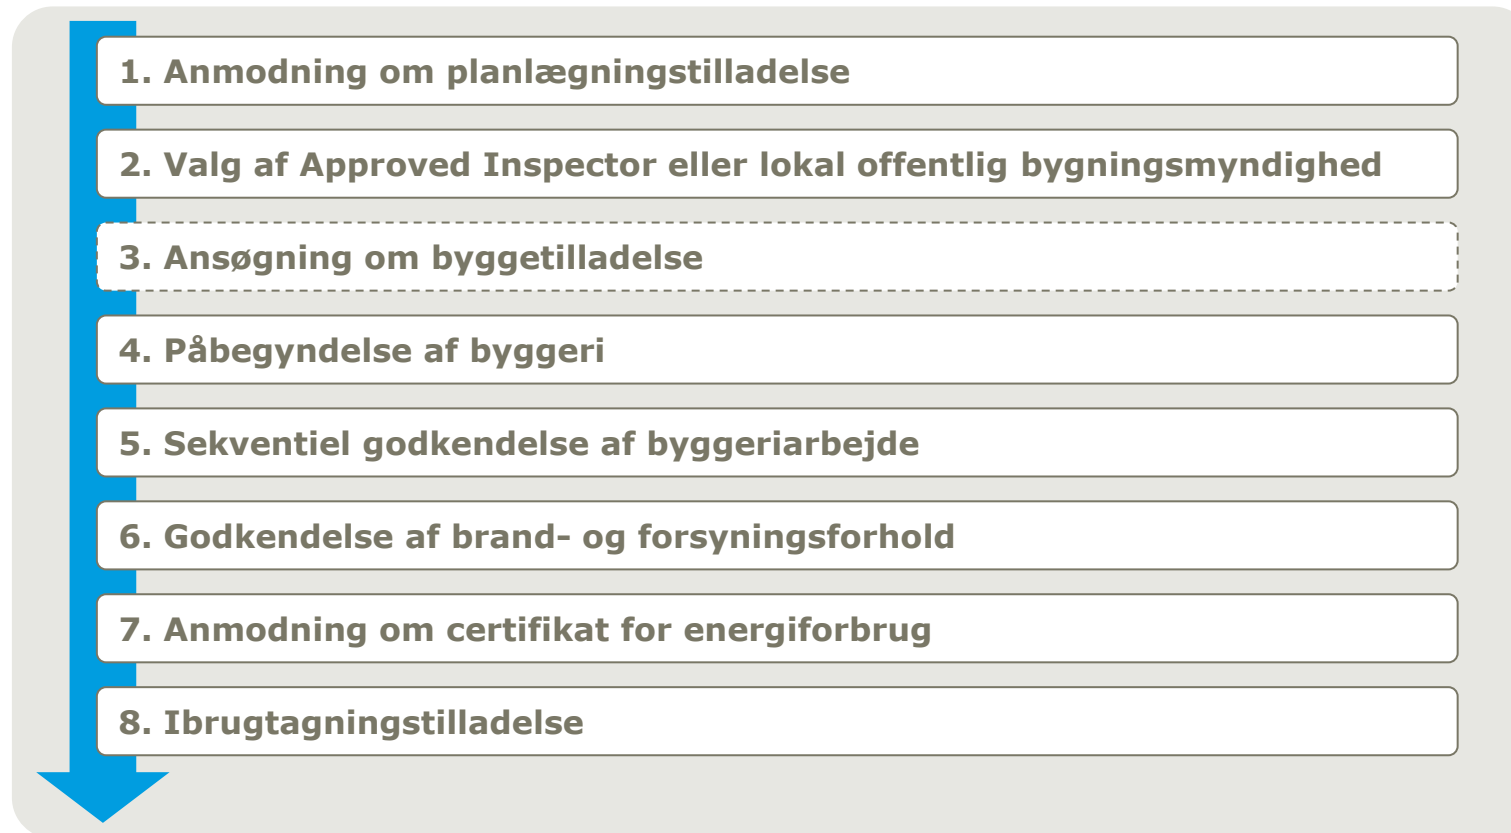 1. Anmodning om planlægningstilladelse
2. Valg af Approved Inspector eller lokal offentlig bygningsmyndighed
3. Ansøgning om byggetilladelse
4. Påbegyndelse af byggeri
5. Sekventiel godkendelse af byggeriarbejde
6. Godkendelse af brand- og forsyningsforhold
7. Anmodning om certifikat for energiforbrug
8. Ibrugtagningstilladelse